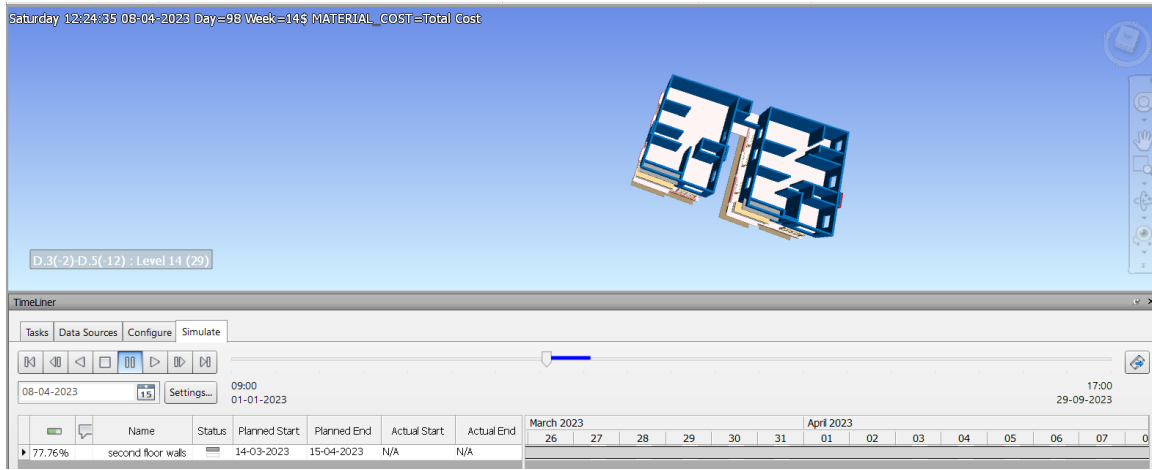 Saturday 12:24:35 08-04-2023 Day=98 Week=14$ MATERIAL_COST=Total Cost
D.3(-2)-D.5(-12) : Level 14 (29)
TimeLiner
Tasks Data Sources Configure Simulate
08-04-2023 15 Settings... 09:00 17:00
01-01-2023 29-09-2023
Name Status Planned Start Planned End Actual Start Actual End March 2023 April 2023
26 27 28 29 30 31 01 02 03 04 05 06 07 0
77.76% second floor walls 14-03-2023 15-04-2023 N/A N/A